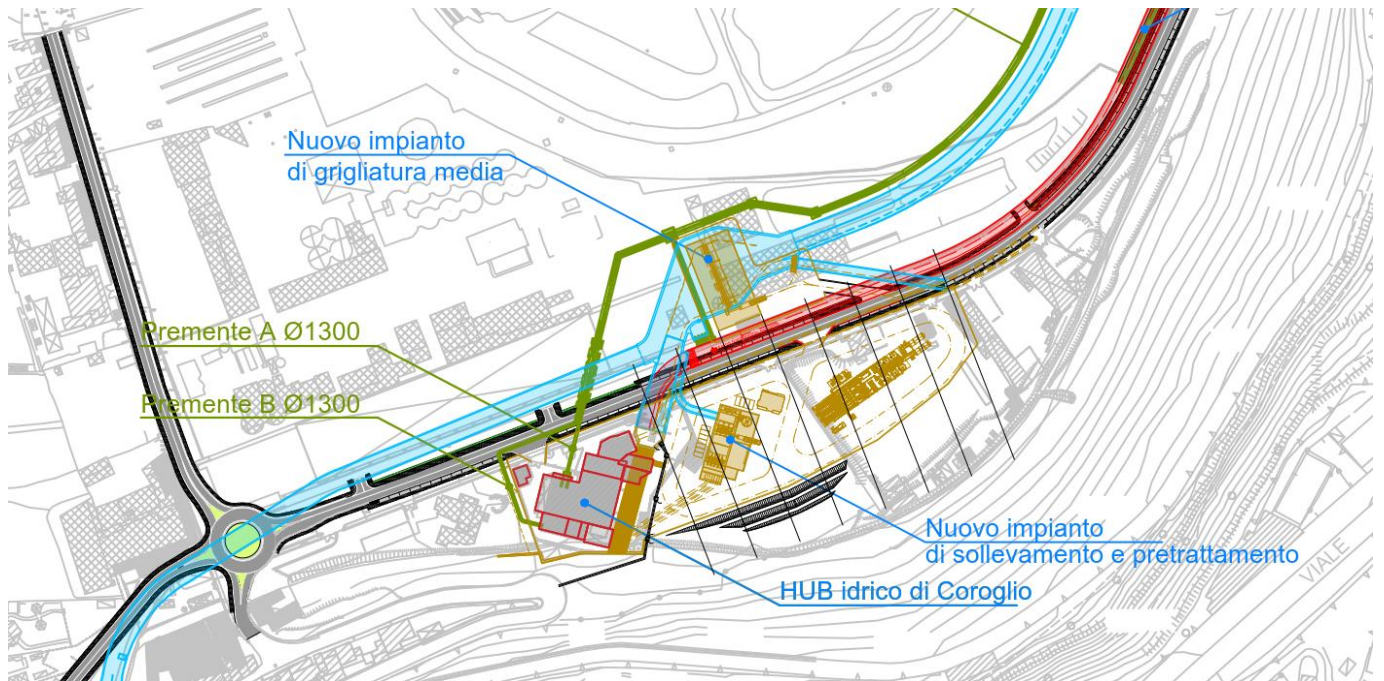 Nuovo impianto
di grigliatura media
Premente A Ø1300
Premente B Ø1300
Nuovo impianto
di sollevamento e pretrattamento
HUB idrico di Coroglio
VIALE